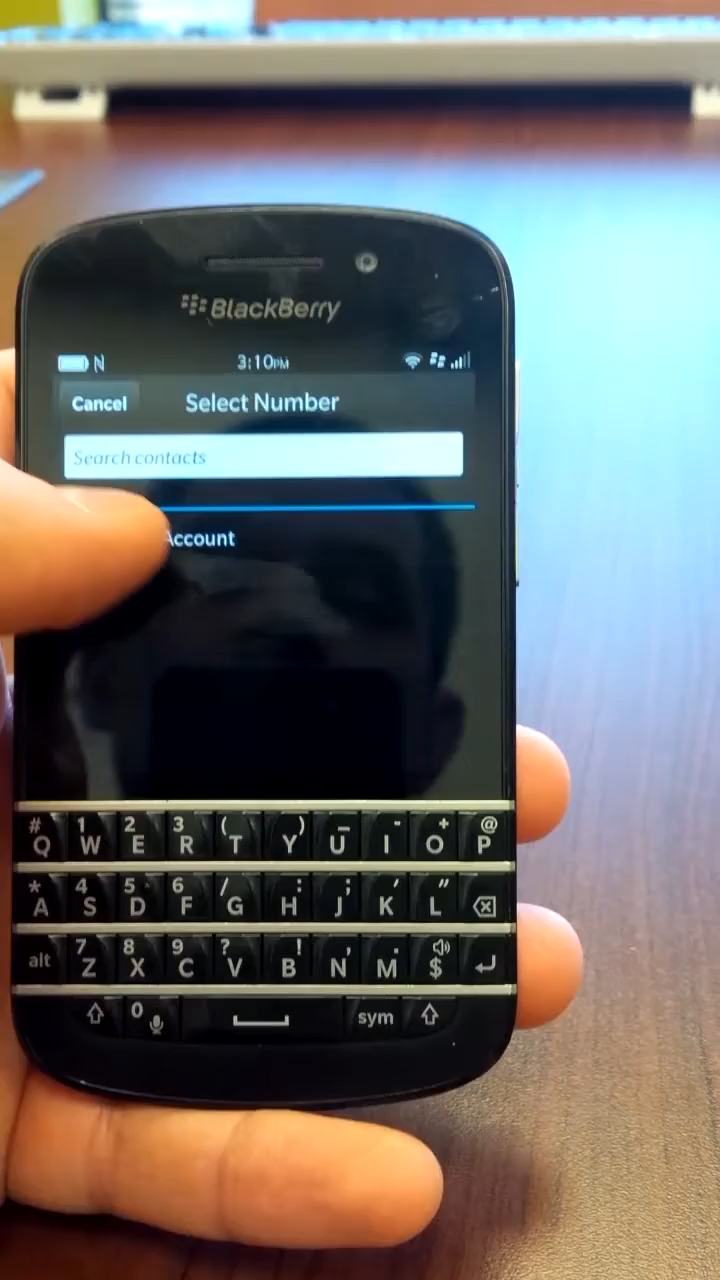 BlackBerry
N 3:10PM
Cancel Select Number
Search contacts
Account
# 1 2 3 ( ) _ - + @
Q W E R T Y U I O P
* 4 5 6 / : ; ' "
A S D F G H J K L
7 8 9 ? ! , .
alt Z X C V B N M $
0 sym